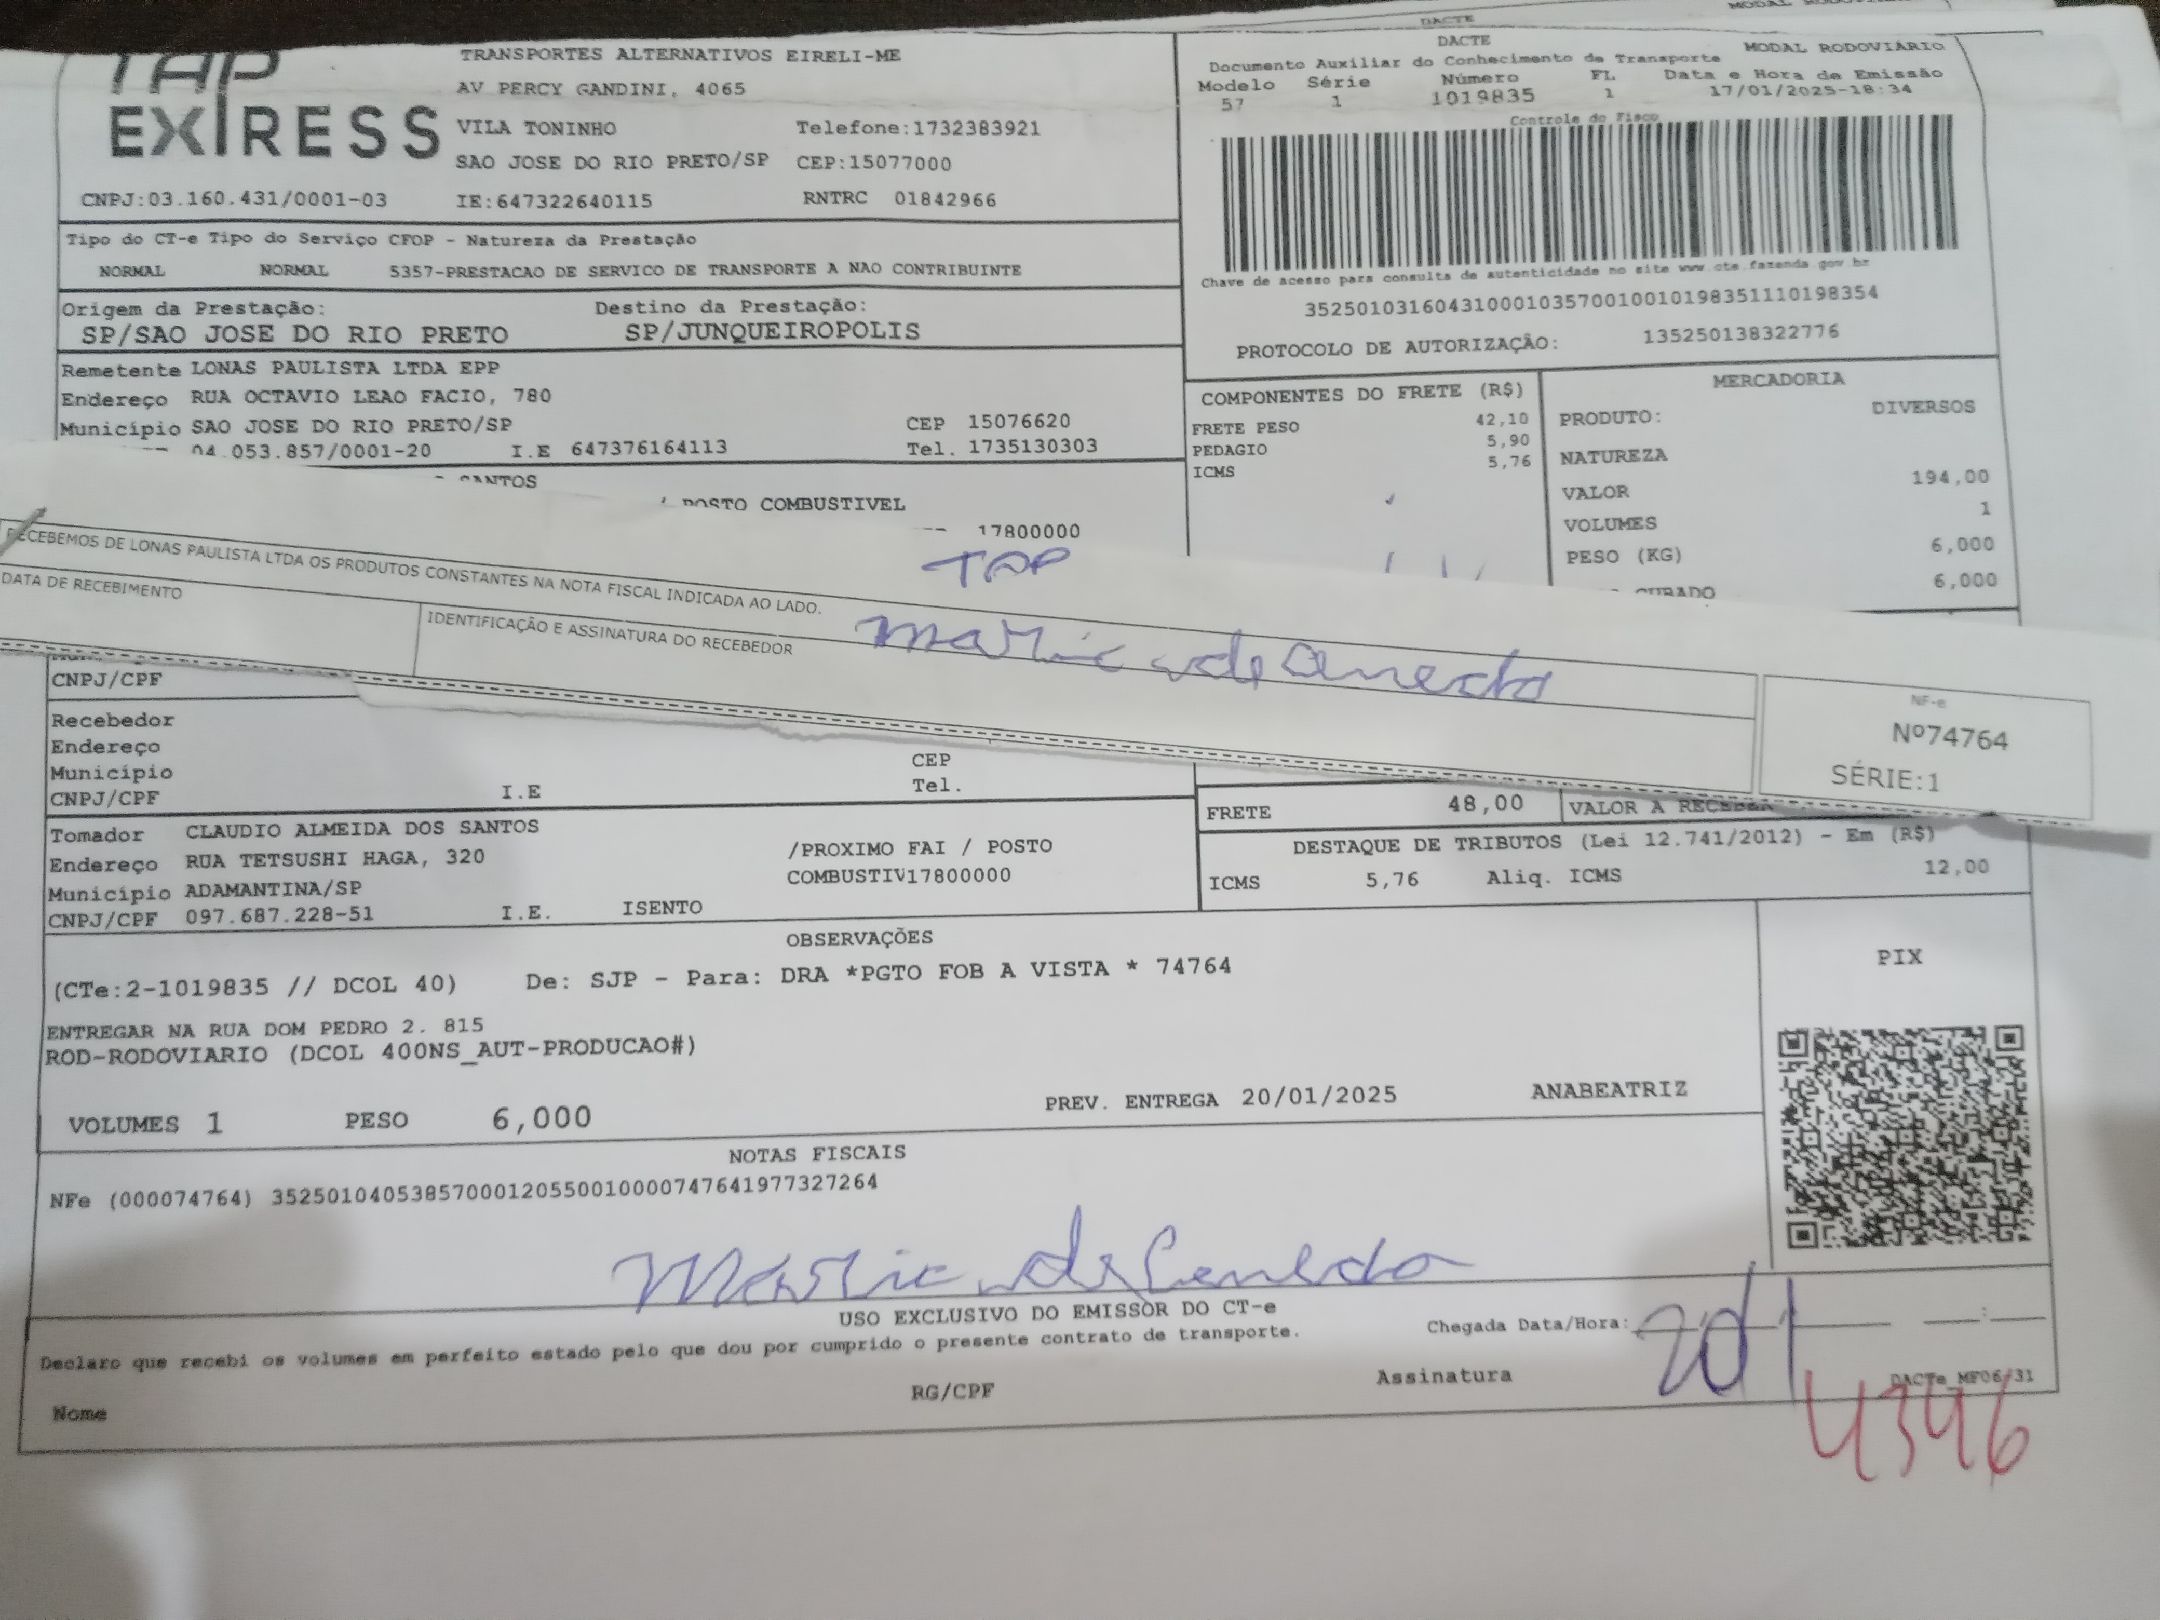 DACTE
TAP
EXPRESS
TRANSPORTES ALTERNATIVOS EIRELI-ME
AV PERCY GANDINI, 4065
VILA TONINHO Telefone:1732383921
SAO JOSE DO RIO PRETO/SP CEP:15077000
CNPJ:03.160.431/0001-03 IE:647322640115 RNTRC 01842966
DACTE MODAL RODOVIÁRIO
Documento Auxiliar do Conhecimento de Transporte
Modelo Série Número FL Data e Hora de Emissão
57 1 1019835 1 17/01/2025-18:34
Controle do Fisco
Chave de acesso para consulta de autenticidade no site www.cte.fazenda.gov.br
35250103160431000103570010010198351110198354
PROTOCOLO DE AUTORIZAÇÃO: 135250138322776
Tipo do CT-e Tipo do Serviço CFOP - Natureza da Prestação
NORMAL NORMAL 5357-PRESTACAO DE SERVICO DE TRANSPORTE A NAO CONTRIBUINTE
Origem da Prestação: Destino da Prestação:
SP/SAO JOSE DO RIO PRETO SP/JUNQUEIROPOLIS
Remetente LONAS PAULISTA LTDA EPP
Endereço RUA OCTAVIO LEAO FACIO, 780
Município SAO JOSE DO RIO PRETO/SP CEP 15076620
04.053.857/0001-20 I.E 647376164113 Tel. 1735130303
SANTOS
/ POSTO COMBUSTIVEL
17800000
COMPONENTES DO FRETE (R$)
FRETE PESO 42,10
PEDAGIO 5,90
ICMS 5,76
MERCADORIA
PRODUTO: DIVERSOS
NATUREZA
VALOR 194,00
VOLUMES 1
PESO (KG) 6,000
6,000
RECEBEMOS DE LONAS PAULISTA LTDA OS PRODUTOS CONSTANTES NA NOTA FISCAL INDICADA AO LADO.
TAP
DATA DE RECEBIMENTO
IDENTIFICAÇÃO E ASSINATURA DO RECEBEDOR
NF-e
Nº74764
SÉRIE:1
CNPJ/CPF
Recebedor
Endereço
Município CEP
CNPJ/CPF I.E Tel.
FRETE 48,00 VALOR A RECEBER
Tomador CLAUDIO ALMEIDA DOS SANTOS
Endereço RUA TETSUSHI HAGA, 320 /PROXIMO FAI / POSTO
Município ADAMANTINA/SP COMBUSTIV17800000
CNPJ/CPF 097.687.228-51 I.E. ISENTO
DESTAQUE DE TRIBUTOS (Lei 12.741/2012) - Em (R$)
ICMS 5,76 Aliq. ICMS 12,00
OBSERVAÇÕES
(CTe:2-1019835 // DCOL 40) De: SJP - Para: DRA *PGTO FOB A VISTA * 74764
ENTREGAR NA RUA DOM PEDRO 2. 815
ROD-RODOVIARIO (DCOL 400NS_AUT-PRODUCAO#)
VOLUMES 1 PESO 6,000 PREV. ENTREGA 20/01/2025 ANABEATRIZ
PIX
NOTAS FISCAIS
NFe (000074764) 35250104053857000120550010000747641977327264
USO EXCLUSIVO DO EMISSOR DO CT-e
Declaro que recebi os volumes em perfeito estado pelo que dou por cumprido o presente contrato de transporte.
Chegada Data/Hora:
Nome RG/CPF Assinatura DACTe_MF06/31
4346